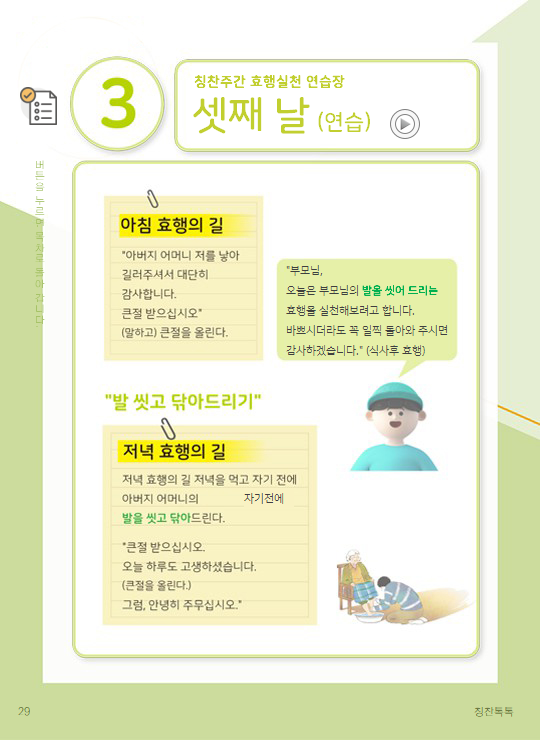 3
칭찬주간 효행실천 연습장
셋째 날 (연습)
버튼을 누르면 목차로 돌아 갑니다
아침 효행의 길
"아버지 어머니 저를 낳아
길러주셔서 대단히
감사합니다.
큰절 받으십시오"
(말하고) 큰절을 올린다.
"부모님,
오늘은 부모님의 발을 씻어 드리는
효행을 실천해보려고 합니다.
바쁘시더라도 꼭 일찍 돌아와 주시면
감사하겠습니다." (식사후 효행)
"발 씻고 닦아드리기"
저녁 효행의 길
저녁 효행의 길 저녁을 먹고 자기 전에
아버지 어머니의 자기전에
발을 씻고 닦아드린다.
"큰절 받으십시오.
오늘 하루도 고생하셨습니다.
(큰절을 올린다.)
그럼, 안녕히 주무십시오."
29
칭찬톡톡